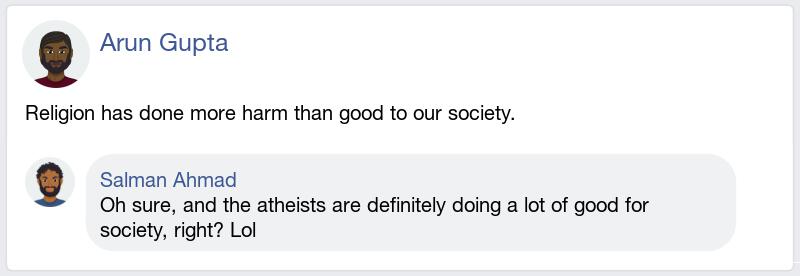 Arun Gupta
Religion has done more harm than good to our society.
Salman Ahmad
Oh sure, and the atheists are definitely doing a lot of good for
society, right? Lol